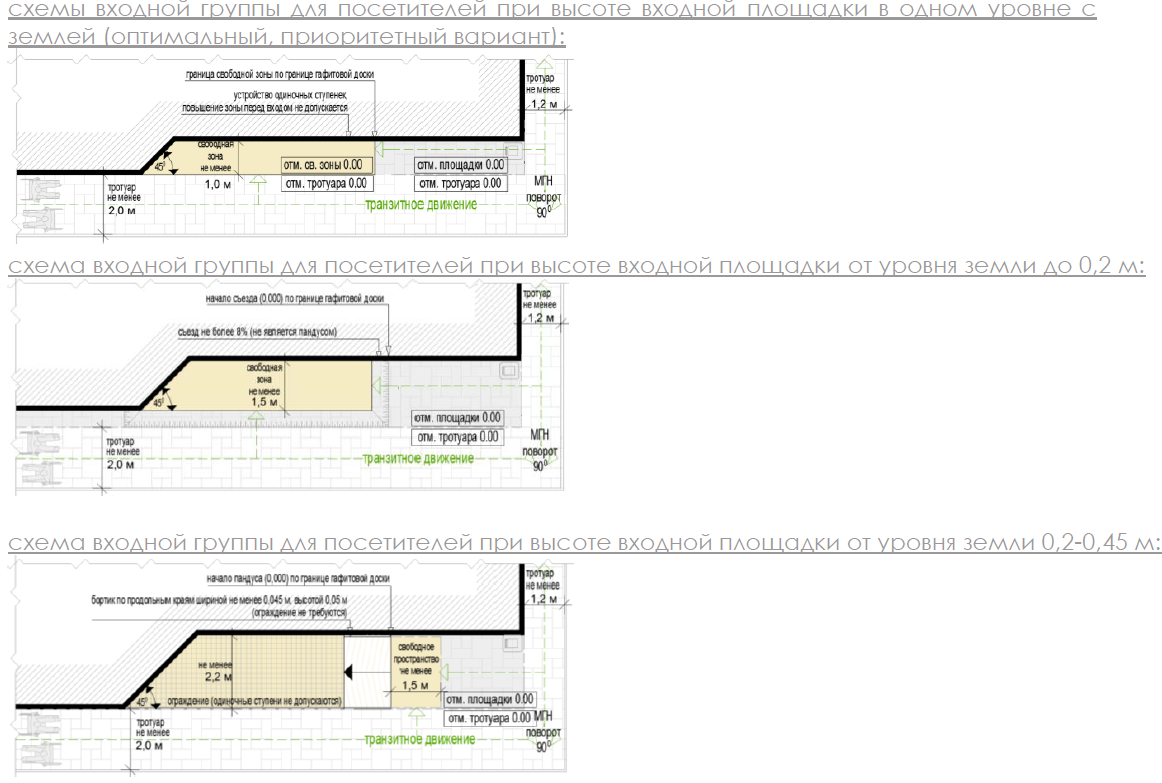 схемы входной группы для посетителей при высоте входной площадки в одном уровне с
землей (оптимальный, приоритетный вариант):
граница свободной зоны по границе гафитовой доски
устройство одиночных ступенек,
повышение зоны перед входом не допускается
тротуар
не менее
1,2 м
свободная
зона
не менее
1,0 м
45⁰
отм. св. зоны 0.00
отм. тротуара 0.00
отм. площадки 0.00
отм. тротуара 0.00
тротуар
не менее
2,0 м
транзитное движение
МГН
поворот
90⁰
схема входной группы для посетителей при высоте входной площадки от уровня земли до 0,2 м:
начало съезда (0.000) по границе гафитовой доски
съезд не более 8% (не является пандусом)
тротуар
не менее
1,2 м
свободная
зона
не менее
1,5 м
45⁰
отм. площадки 0.00
отм. тротуара 0.00
тротуар
не менее
2,0 м
транзитное движение
МГН
поворот
90⁰
схема входной группы для посетителей при высоте входной площадки от уровня земли 0,2-0,45 м:
начало пандуса (0,000) по границе гафитовой доски
бортик по продольным краям шириной не менее 0,045 м, высотой 0,05 м
(ограждение не требуются)
тротуар
не менее
1,2 м
не менее
2,2 м
свободное
пространство
не менее
1,5 м
45⁰
ограждение (одиночные ступени не допускаются)
отм. площадки 0.00
отм. тротуара 0.00
тротуар
не менее
2,0 м
транзитное движение
МГН
поворот
90⁰